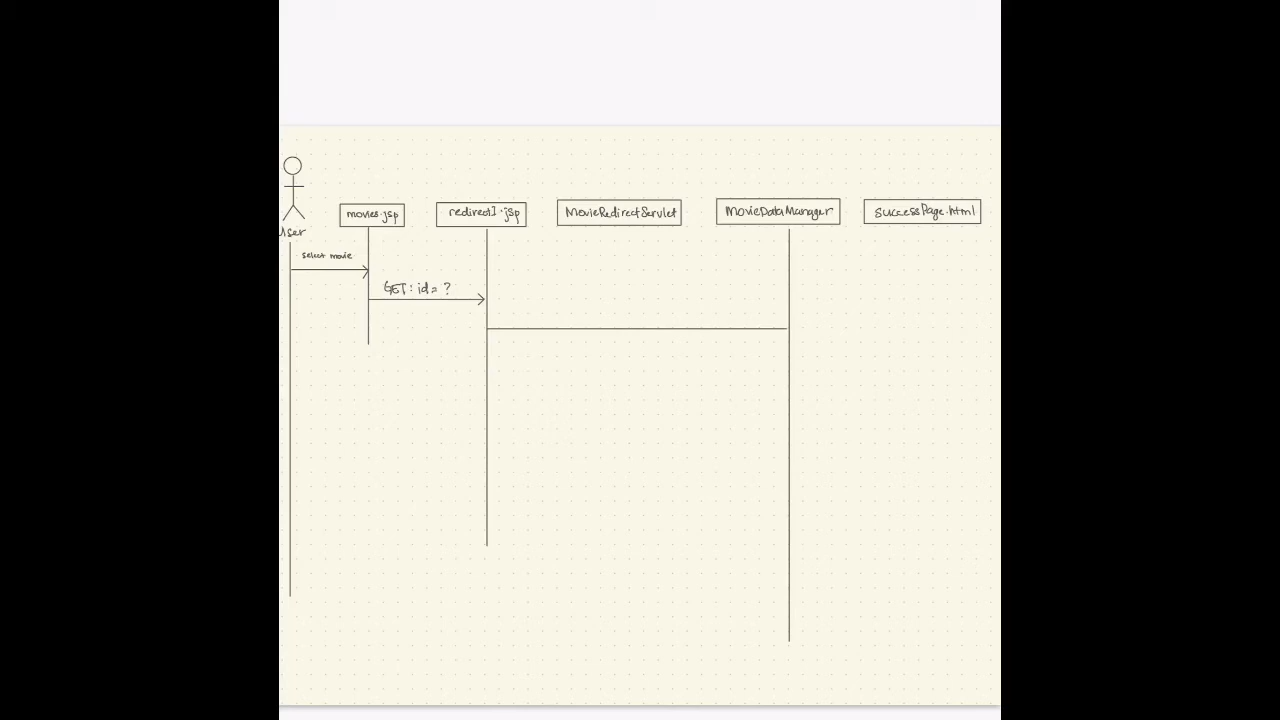 movies.jsp
redirect1.jsp
MovieRedirectServlet
MovieDataManager
SuccessPage.html
User
Select movie
GET: id= ?